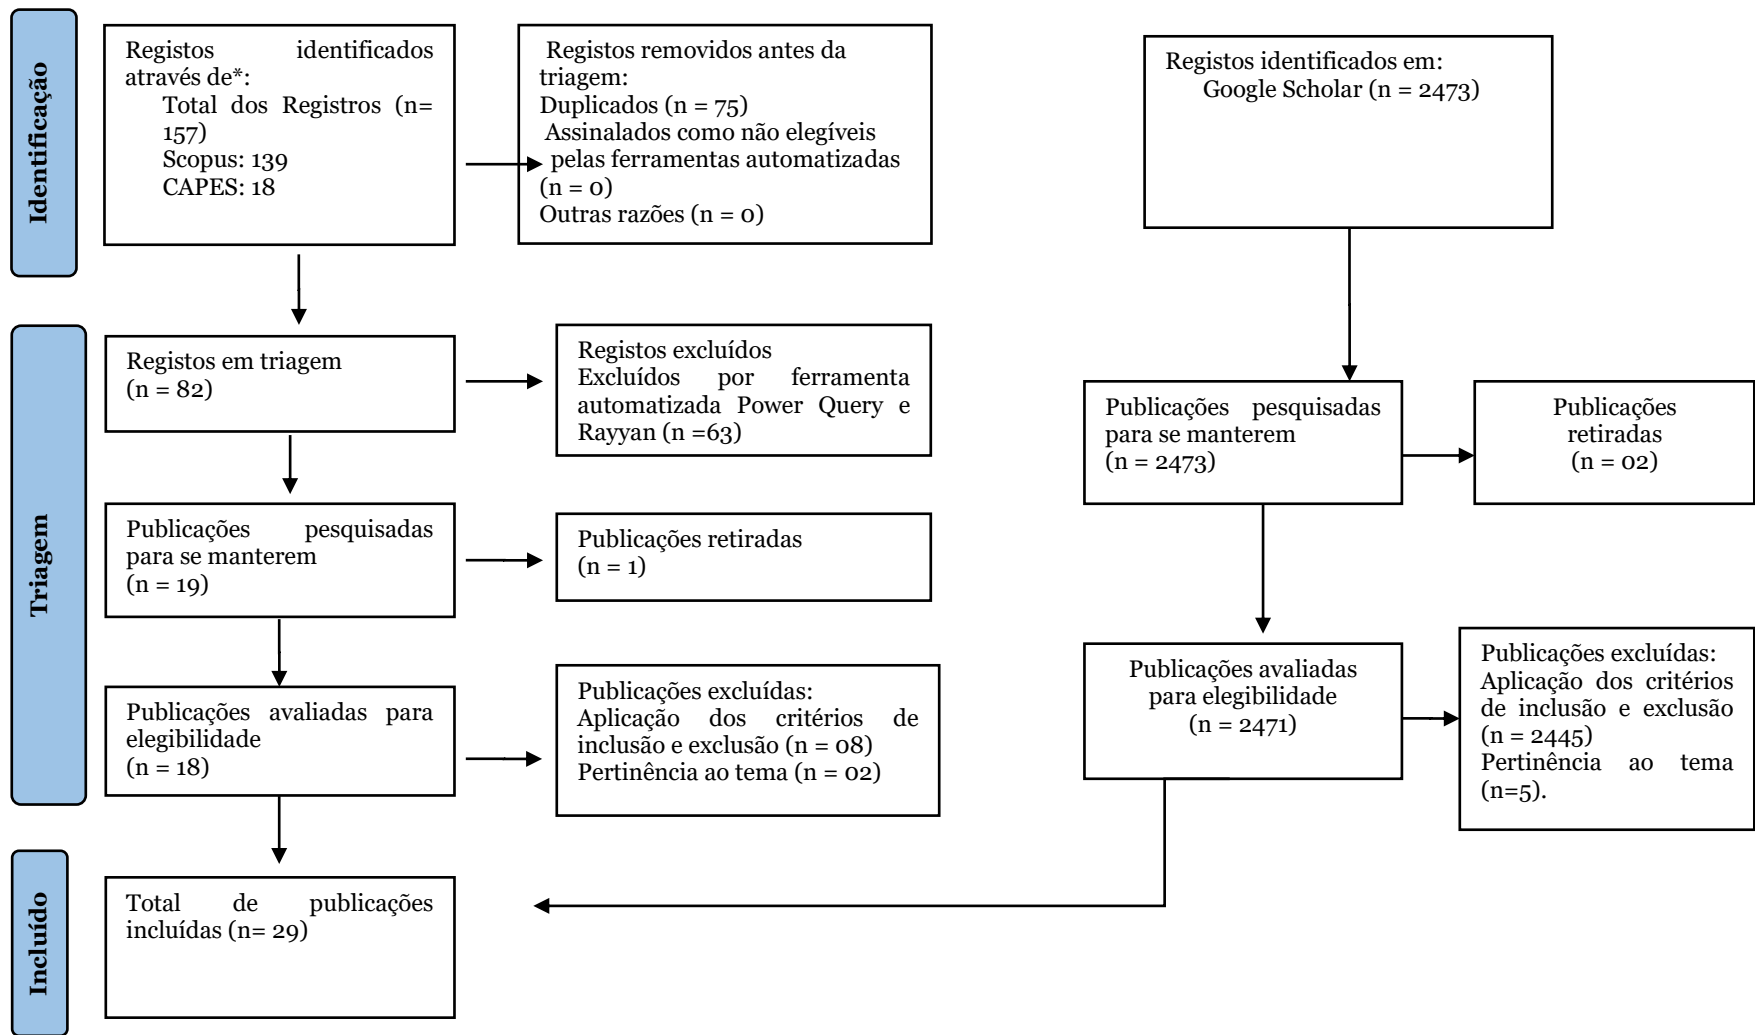 Identificação
Registos identificados
através de*:
Total dos Registros (n=
157)
Scopus: 139
CAPES: 18
Registos removidos antes da
triagem:
Duplicados (n = 75)
Assinalados como não elegíveis
pelas ferramentas automatizadas
(n = 0)
Outras razões (n = 0)
Registos identificados em:
Google Scholar (n = 2473)
Triagem
Registos em triagem
(n = 82)
Registos excluídos
Excluídos por ferramenta
automatizada Power Query e
Rayyan (n =63)
Publicações pesquisadas
para se manterem
(n = 2473)
Publicações
retiradas
(n = 02)
Publicações pesquisadas
para se manterem
(n = 19)
Publicações retiradas
(n = 1)
Publicações avaliadas para
elegibilidade
(n = 18)
Publicações excluídas:
Aplicação dos critérios de
inclusão e exclusão (n = 08)
Pertinência ao tema (n = 02)
Publicações avaliadas
para elegibilidade
(n = 2471)
Publicações excluídas:
Aplicação dos critérios
de inclusão e exclusão
(n = 2445)
Pertinência ao tema
(n=5).
Incluído
Total de publicações
incluídas (n= 29)